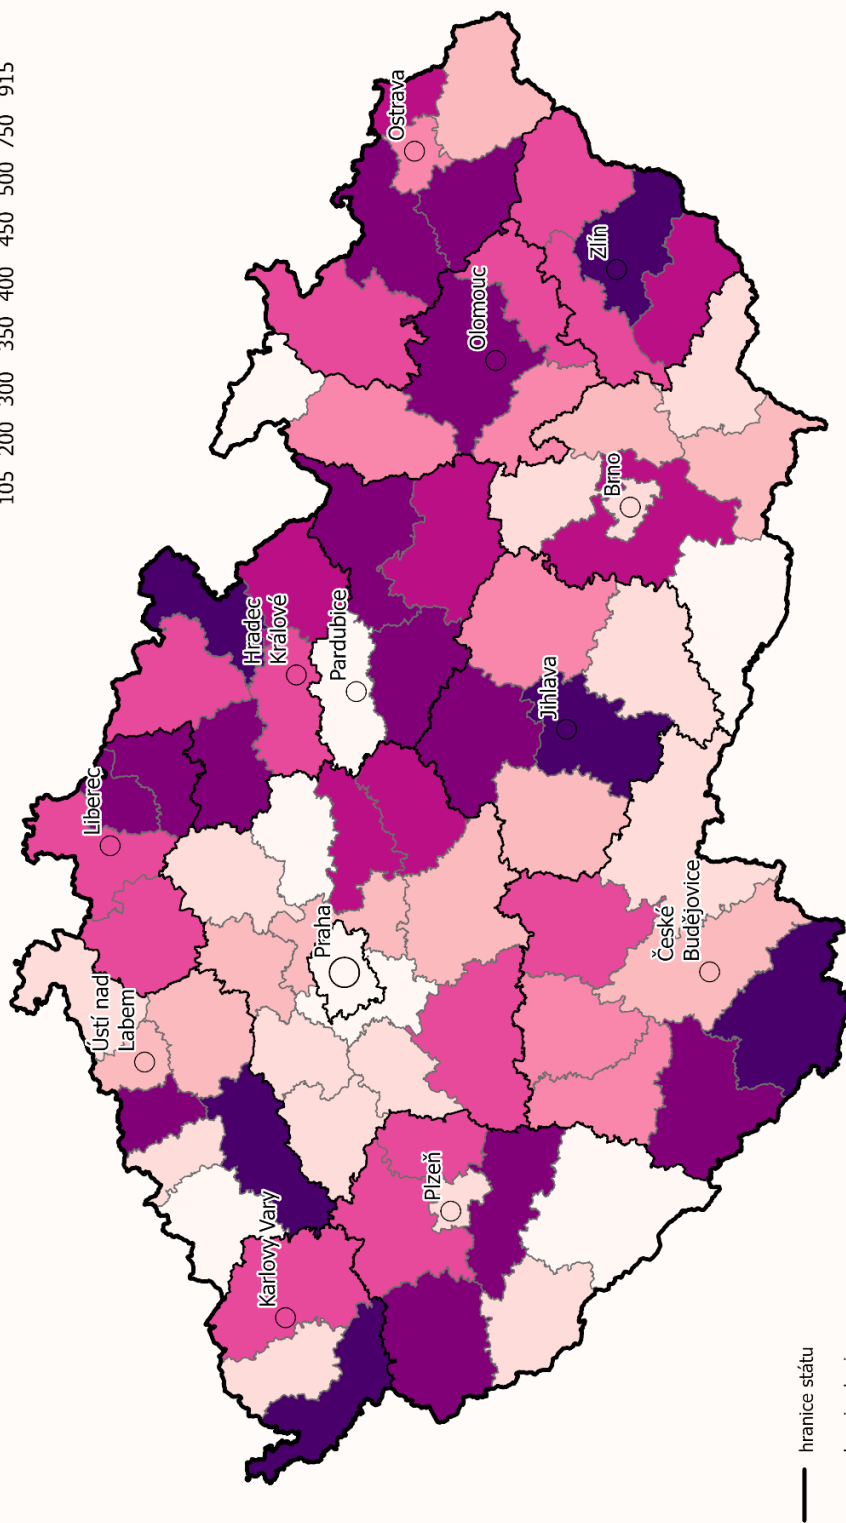 105 200 300 350 400 450 500 750 915
Liberec
Ústí nad
Labem
Karlovy Vary
Praha
Hradec
Králové
Pardubice
Plzeň
Ostrava
Olomouc
Jihlava
Zlín
Brno
České
Budějovice
hranice státu